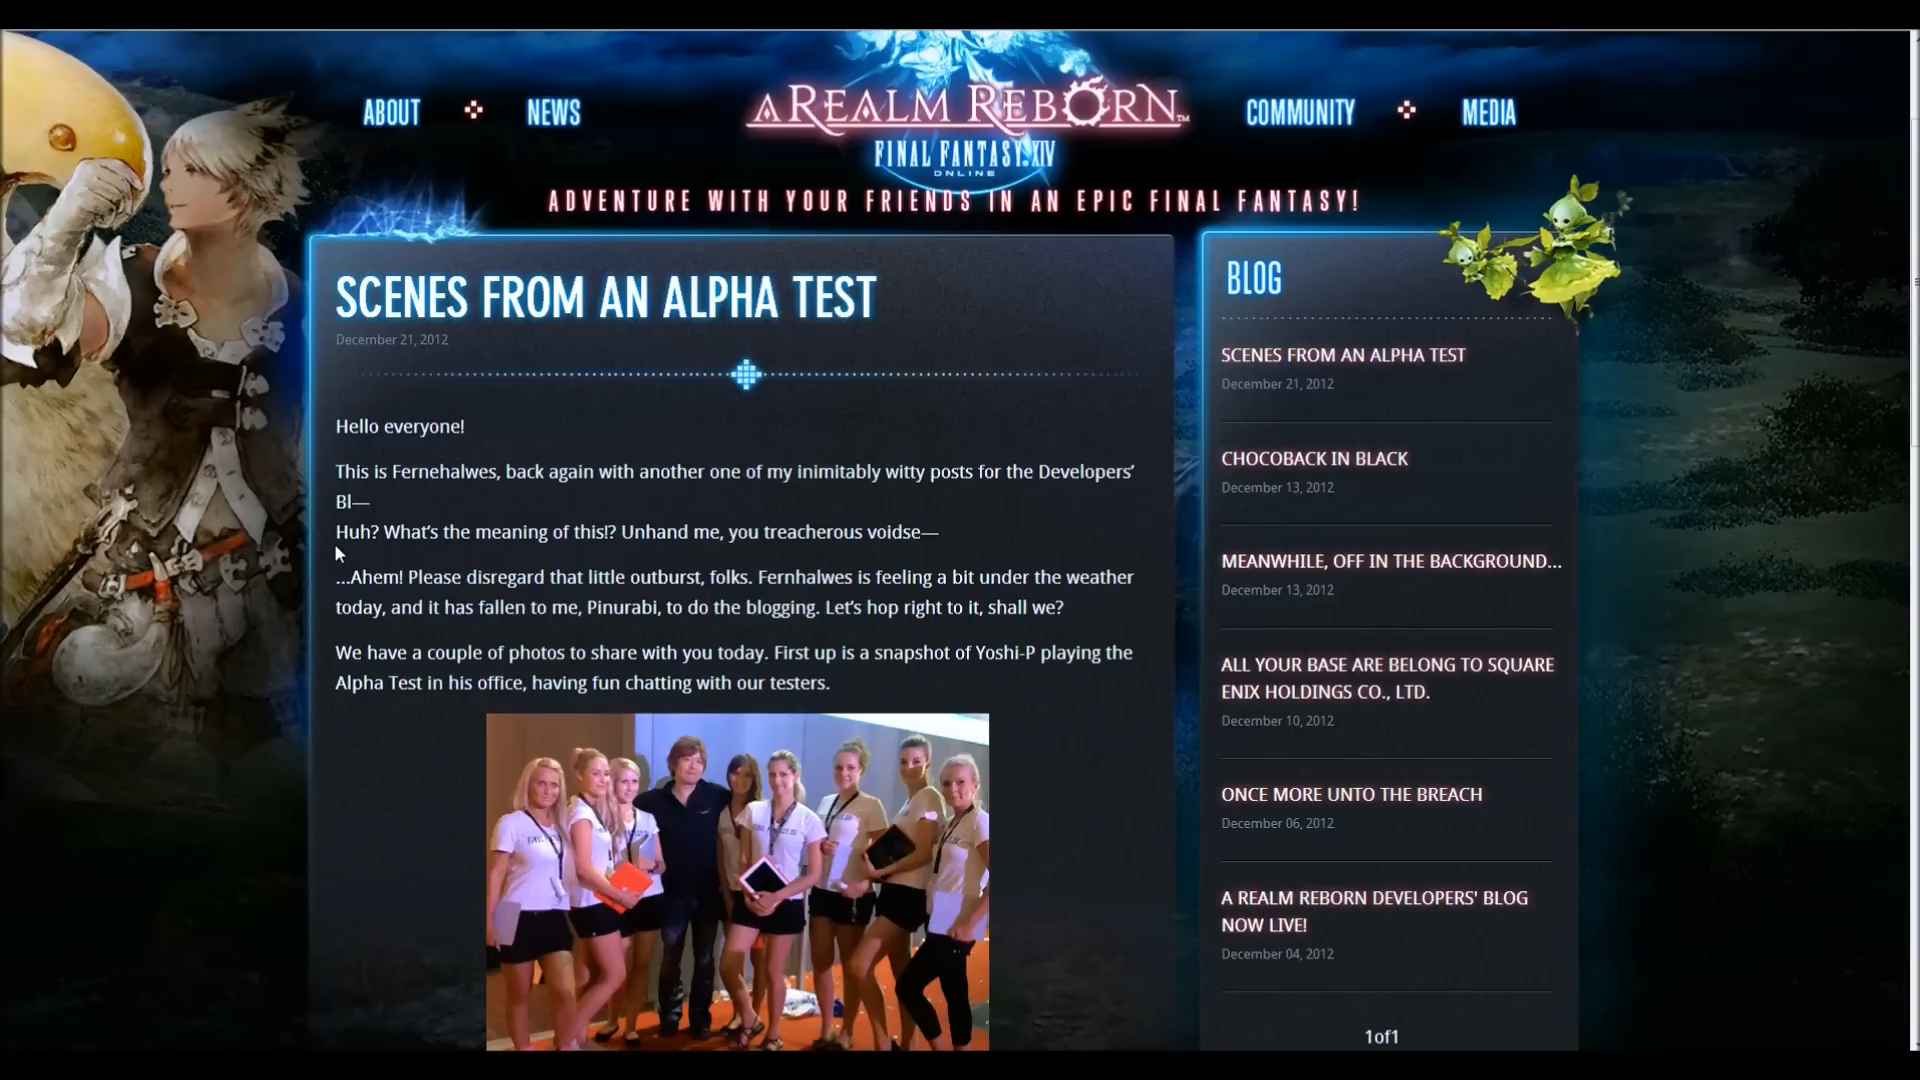 ABOUT
NEWS
A REALM REBORN™
FINAL FANTASY XIV
ONLINE
COMMUNITY
MEDIA
ADVENTURE WITH YOUR FRIENDS IN AN EPIC FINAL FANTASY!
SCENES FROM AN ALPHA TEST
December 21, 2012
Hello everyone!
This is Fernehalwes, back again with another one of my inimitably witty posts for the Developers’
Bl—
Huh? What’s the meaning of this!? Unhand me, you treacherous voidse—
...Ahem! Please disregard that little outburst, folks. Fernhalwes is feeling a bit under the weather
today, and it has fallen to me, Pinurabi, to do the blogging. Let’s hop right to it, shall we?
We have a couple of photos to share with you today. First up is a snapshot of Yoshi-P playing the
Alpha Test in his office, having fun chatting with our testers.
BLOG
SCENES FROM AN ALPHA TEST
December 21, 2012
CHOCOBACK IN BLACK
December 13, 2012
MEANWHILE, OFF IN THE BACKGROUND...
December 13, 2012
ALL YOUR BASE ARE BELONG TO SQUARE
ENIX HOLDINGS CO., LTD.
December 10, 2012
ONCE MORE UNTO THE BREACH
December 06, 2012
A REALM REBORN DEVELOPERS' BLOG
NOW LIVE!
December 04, 2012
1of1